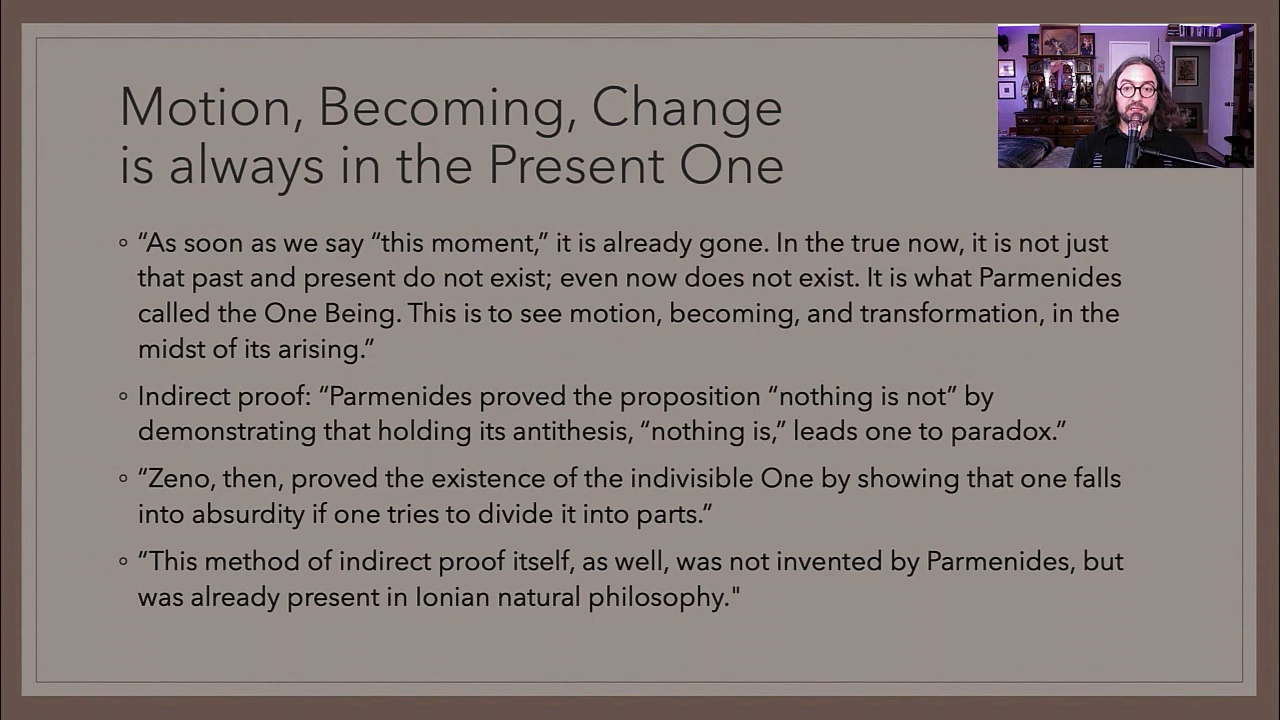 Motion, Becoming, Change
is always in the Present One
◦ “As soon as we say “this moment,” it is already gone. In the true now, it is not just
that past and present do not exist; even now does not exist. It is what Parmenides
called the One Being. This is to see motion, becoming, and transformation, in the
midst of its arising.”
◦ Indirect proof: “Parmenides proved the proposition “nothing is not” by
demonstrating that holding its antithesis, “nothing is,” leads one to paradox.”
◦ “Zeno, then, proved the existence of the indivisible One by showing that one falls
into absurdity if one tries to divide it into parts.”
◦ “This method of indirect proof itself, as well, was not invented by Parmenides, but
was already present in Ionian natural philosophy."